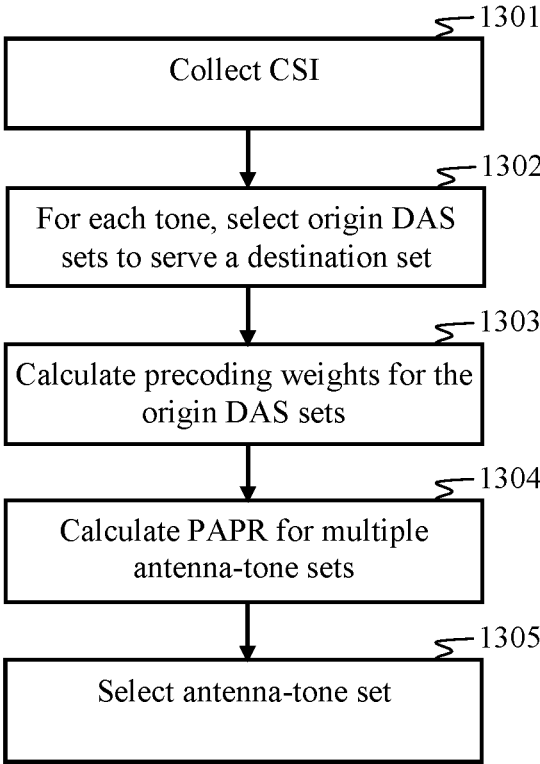 1301
Collect CSI
1302
For each tone, select origin DAS
sets to serve a destination set
1303
Calculate precoding weights for the
origin DAS sets
1304
Calculate PAPR for multiple
antenna-tone sets
1305
Select antenna-tone set